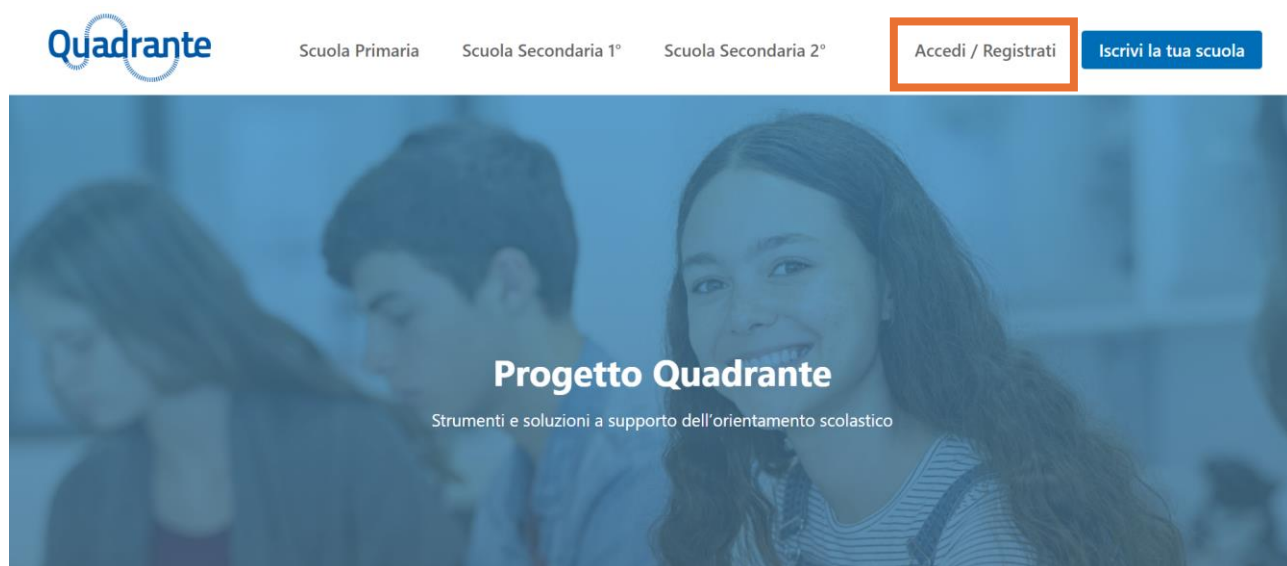 Quadrante
Scuola Primaria
Scuola Secondaria 1°
Scuola Secondaria 2°
Accedi / Registrati
Iscrivi la tua scuola
Progetto Quadrante
Strumenti e soluzioni a supporto dell'orientamento scolastico